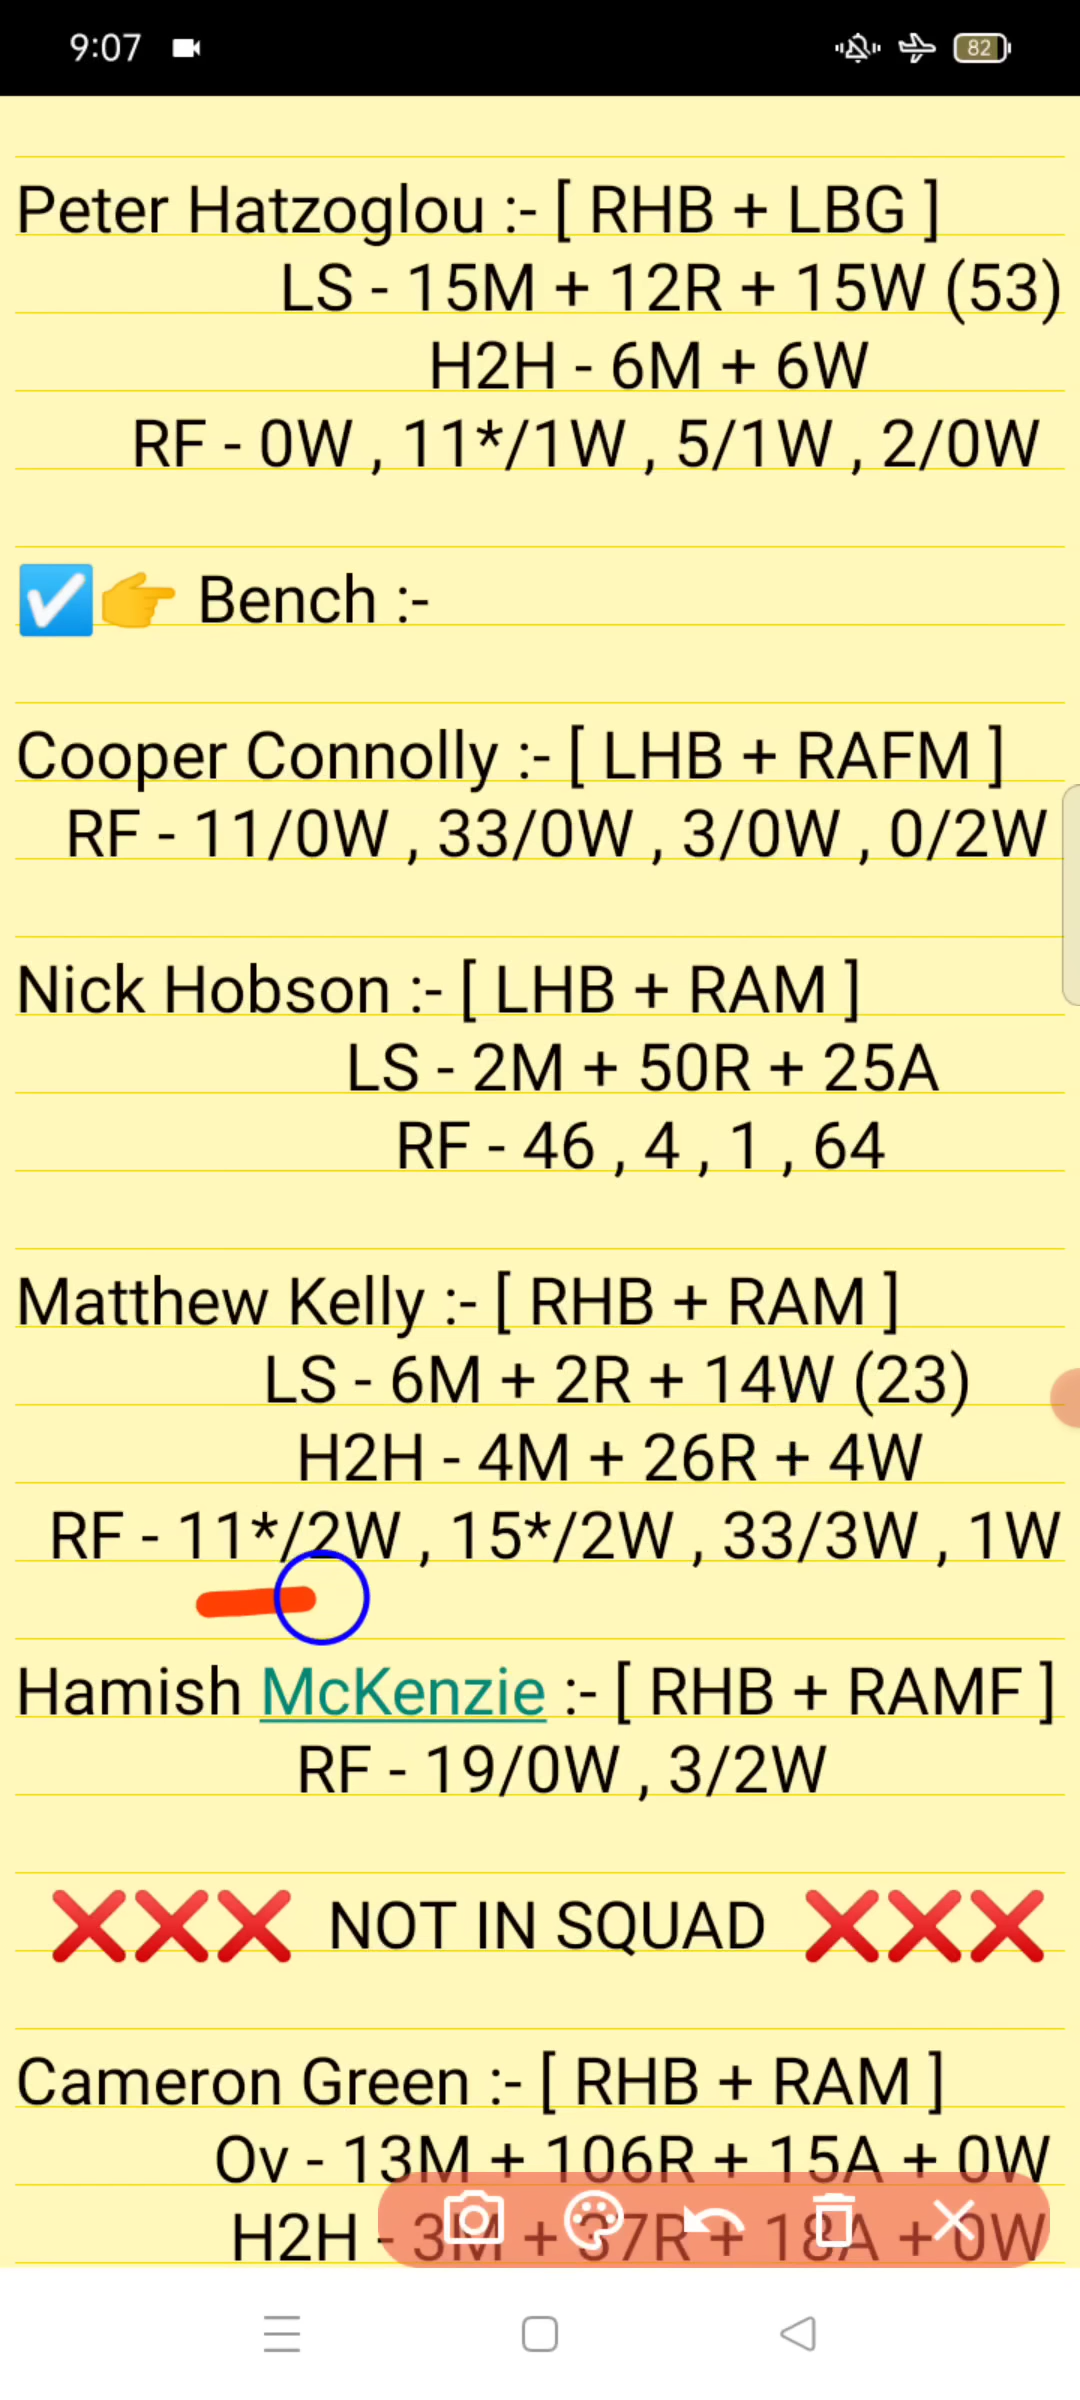 9:07
82
Peter Hatzoglou :- [ RHB + LBG ]
LS - 15M + 12R + 15W (53)
H2H - 6M + 6W
RF - 0W , 11*/1W , 5/1W , 2/0W
☑️👉 Bench :-
Cooper Connolly :- [ LHB + RAFM ]
RF - 11/0W , 33/0W , 3/0W , 0/2W
Nick Hobson :- [ LHB + RAM ]
LS - 2M + 50R + 25A
RF - 46 , 4 , 1 , 64
Matthew Kelly :- [ RHB + RAM ]
LS - 6M + 2R + 14W (23)
H2H - 4M + 26R + 4W
RF - 11*/2W , 15*/2W , 33/3W , 1W
Hamish McKenzie :- [ RHB + RAMF ]
RF - 19/0W , 3/2W
❌❌❌ NOT IN SQUAD ❌❌❌
Cameron Green :- [ RHB + RAM ]
Ov - 13M + 106R + 15A + 0W
H2H - 3M + 37R + 18A + 0W